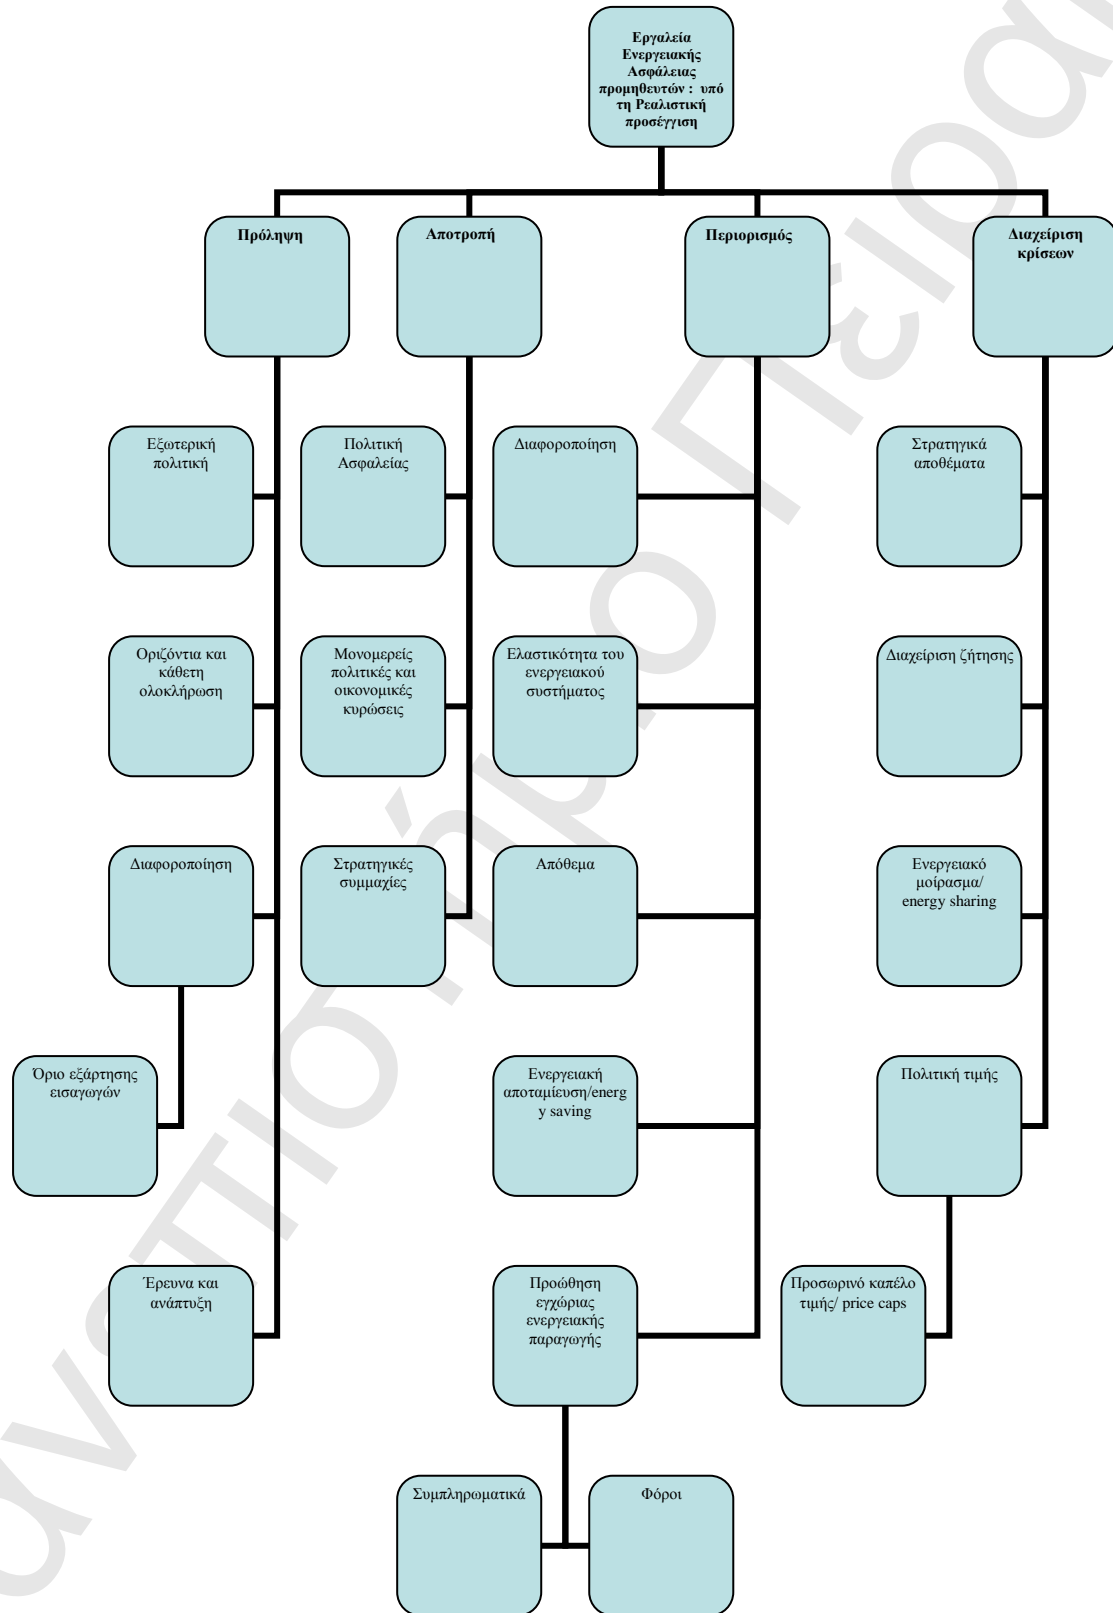 Εργαλεία
Ενεργειακής
Ασφάλειας
προμηθευτών : υπό
τη Ρεαλιστική
προσέγγιση
Πρόληψη
Αποτροπή
Περιορισμός
Διαχείριση
κρίσεων
Εξωτερική
πολιτική
Πολιτική
Ασφαλείας
Διαφοροποίηση
Στρατηγικά
αποθέματα
Οριζόντια και
κάθετη
ολοκλήρωση
Μονομερείς
πολιτικές και
οικονομικές
κυρώσεις
Ελαστικότητα του
ενεργειακού
συστήματος
Διαχείριση ζήτησης
Διαφοροποίηση
Στρατηγικές
συμμαχίες
Απόθεμα
Ενεργειακό
μοίρασμα/
energy sharing
Όριο εξάρτησης
εισαγωγών
Ενεργειακή
αποταμίευση/energ
y saving
Πολιτική τιμής
Έρευνα και
ανάπτυξη
Προώθηση
εγχώριας
ενεργειακής
παραγωγής
Προσωρινό καπέλο
τιμής/ price caps
Συμπληρωματικά
Φόροι